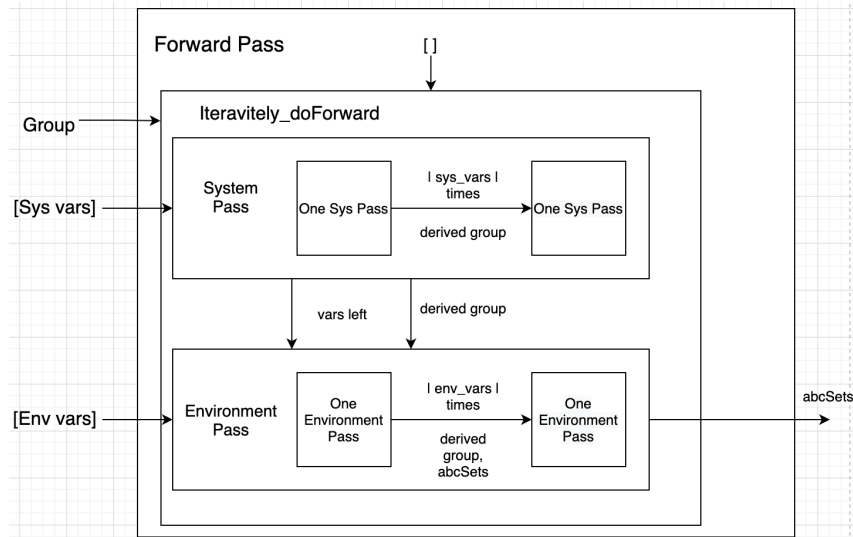 Forward Pass
[ ]
Iteravitely_doForward
Group
System
Pass
One Sys Pass
| sys_vars |
times
derived group
One Sys Pass
[Sys vars]
vars left
derived group
Environment
Pass
One
Environment
Pass
| env_vars |
times
derived
group,
abcSets
One
Environment
Pass
[Env vars]
abcSets